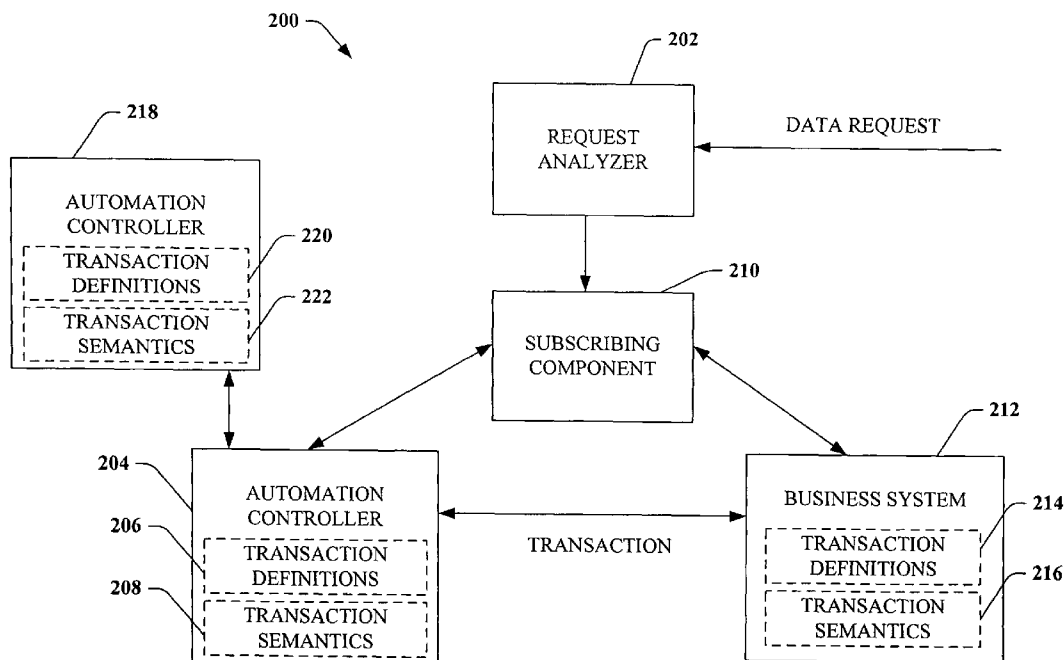 200
202
REQUEST
ANALYZER
DATA REQUEST
218
AUTOMATION
CONTROLLER
TRANSACTION
DEFINITIONS
220
TRANSACTION
SEMANTICS
222
210
SUBSCRIBING
COMPONENT
204
AUTOMATION
CONTROLLER
206
TRANSACTION
DEFINITIONS
208
TRANSACTION
SEMANTICS
TRANSACTION
212
BUSINESS SYSTEM
214
TRANSACTION
DEFINITIONS
216
TRANSACTION
SEMANTICS